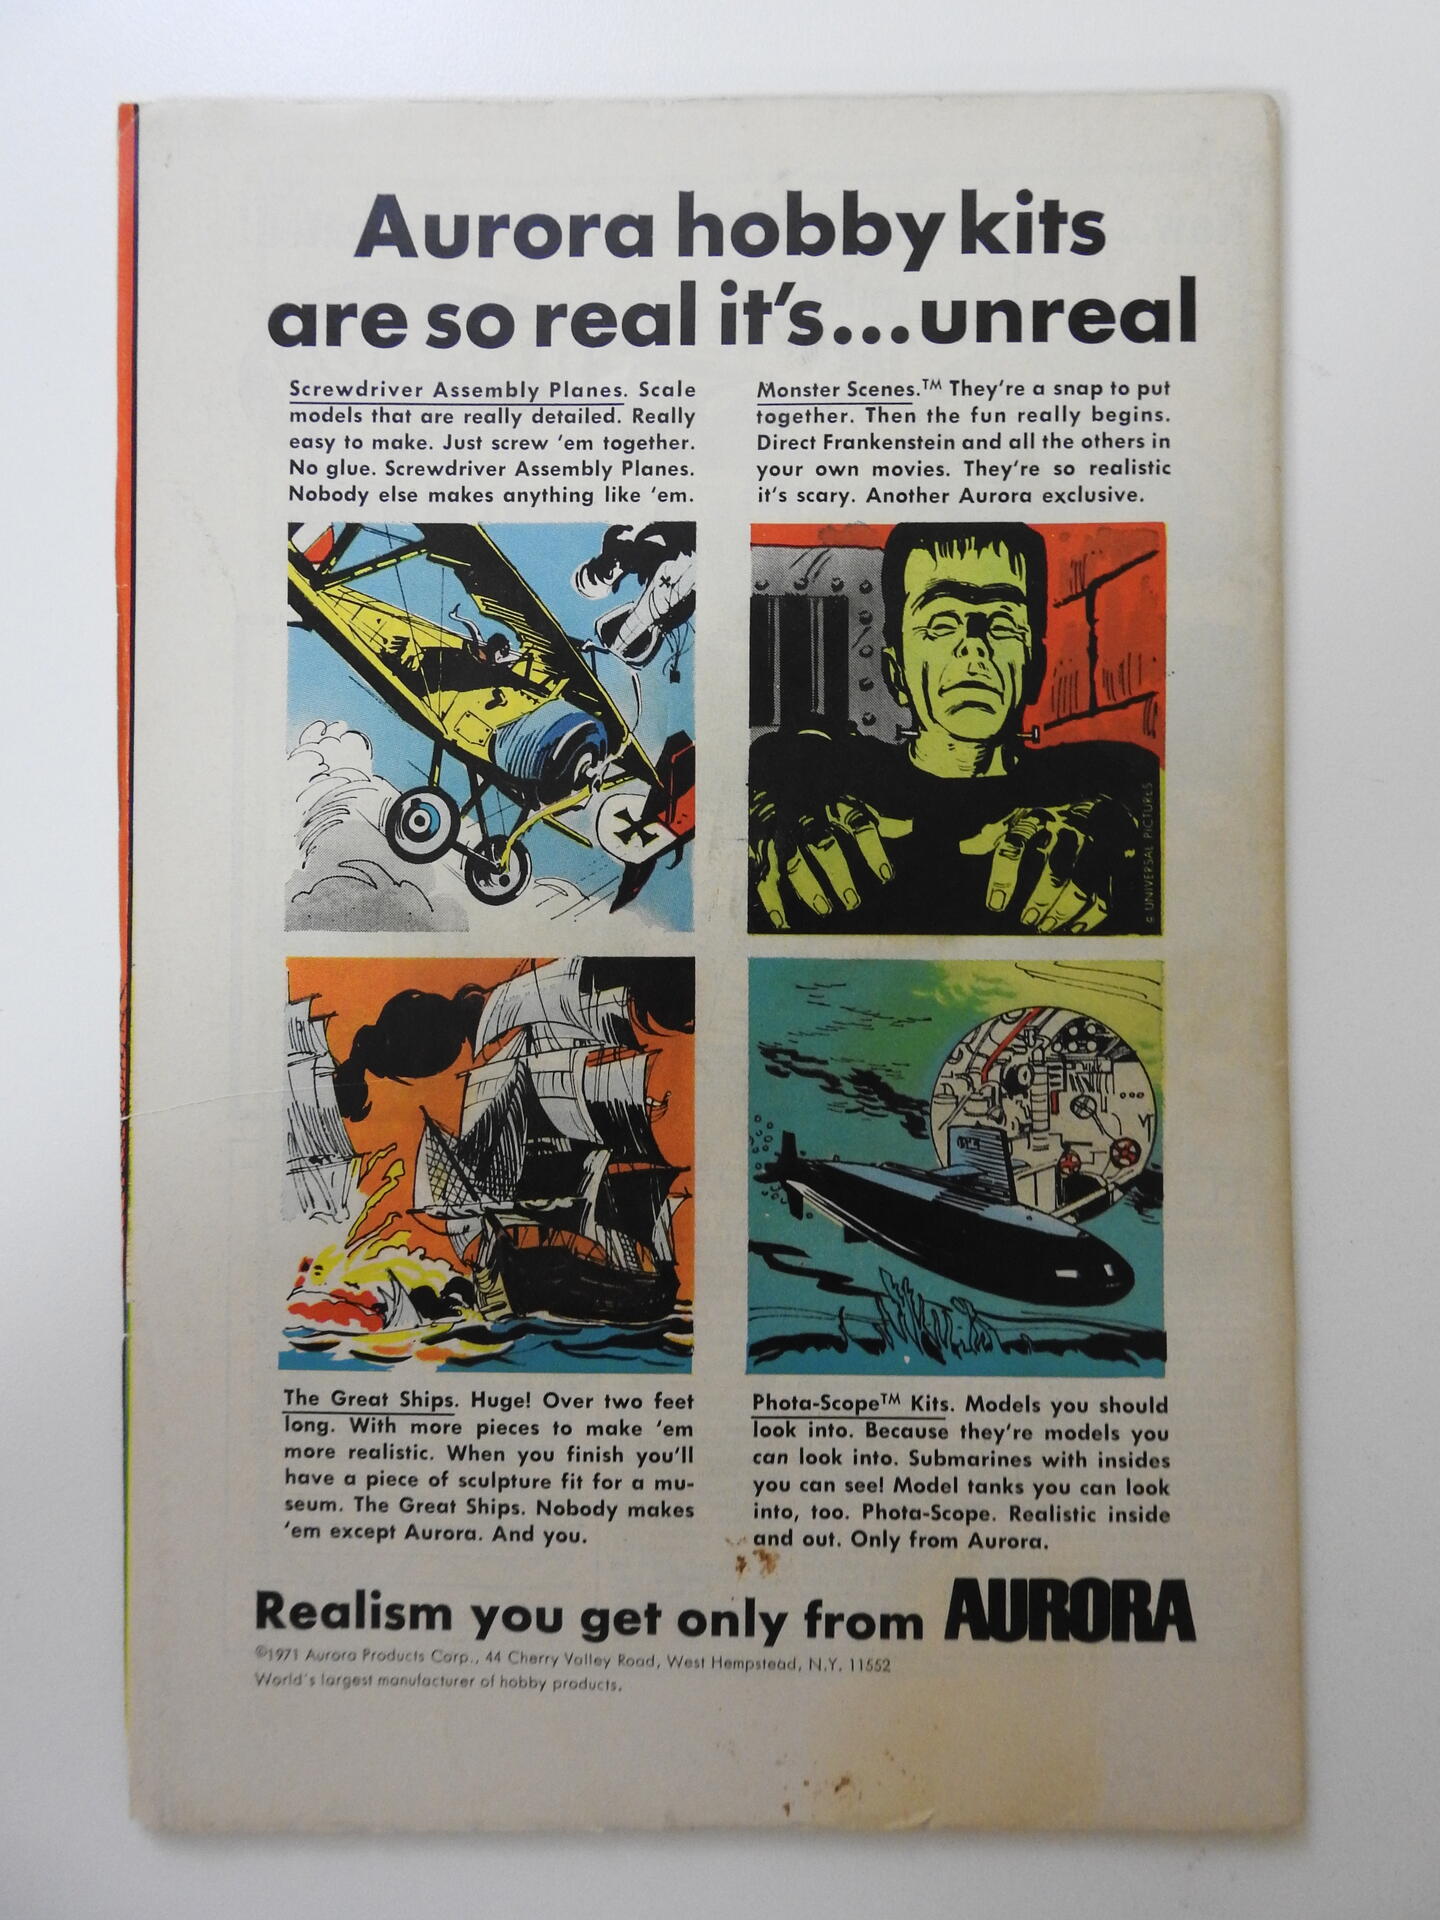 Aurora hobby kits
are so real it's...unreal
Screwdriver Assembly Planes. Scale
models that are really detailed. Really
easy to make. Just screw 'em together.
No glue. Screwdriver Assembly Planes.
Nobody else makes anything like 'em.
Monster Scenes.™ They're a snap to put
together. Then the fun really begins.
Direct Frankenstein and all the others in
your own movies. They're so realistic
it's scary. Another Aurora exclusive.
© UNIVERSAL PICTURES
The Great Ships. Huge! Over two feet
long. With more pieces to make 'em
more realistic. When you finish you'll
have a piece of sculpture fit for a mu-
seum. The Great Ships. Nobody makes
'em except Aurora. And you.
Phota-Scope™ Kits. Models you should
look into. Because they're models you
can look into. Submarines with insides
you can see! Model tanks you can look
into, too. Phota-Scope. Realistic inside
and out. Only from Aurora.
Realism you get only from AURORA
©1971 Aurora Products Corp., 44 Cherry Valley Road, West Hempstead, N.Y. 11552
World's largest manufacturer of hobby products.